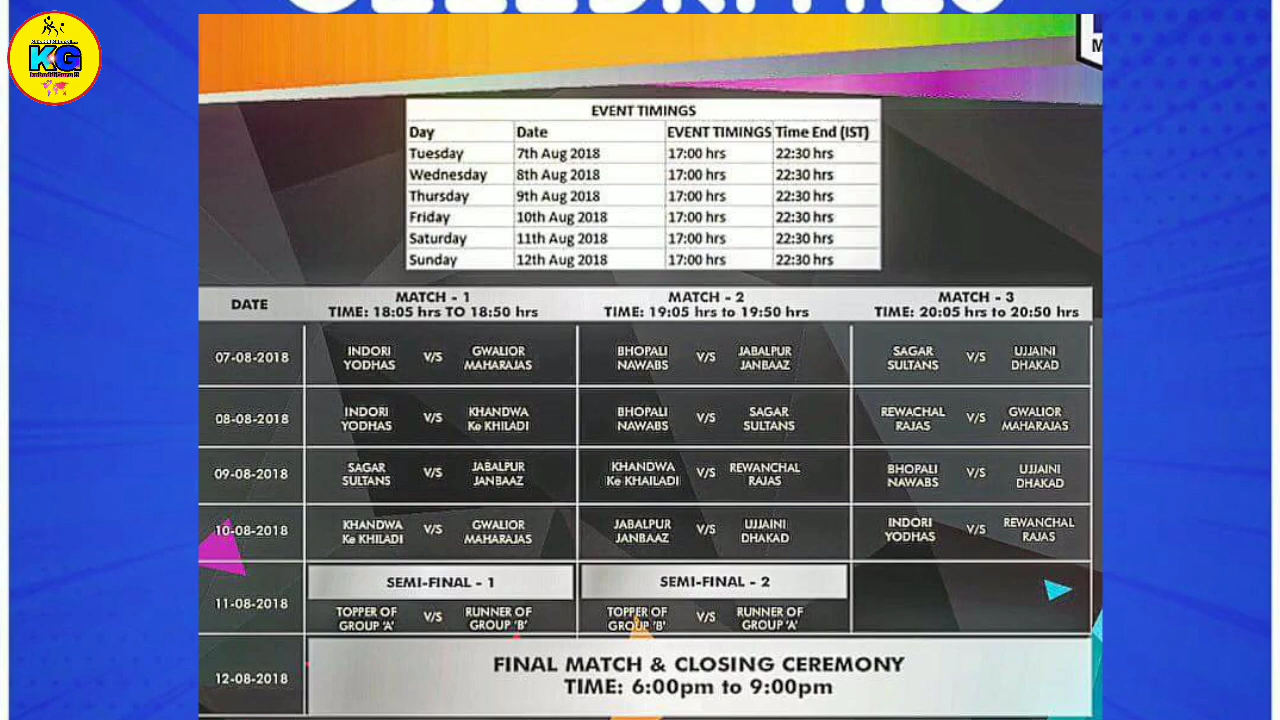 KG
EVENT TIMINGS
Day Date EVENT TIMINGS Time End (IST)
Tuesday 7th Aug 2018 17:00 hrs 22:30 hrs
Wednesday 8th Aug 2018 17:00 hrs 22:30 hrs
Thursday 9th Aug 2018 17:00 hrs 22:30 hrs
Friday 10th Aug 2018 17:00 hrs 22:30 hrs
Saturday 11th Aug 2018 17:00 hrs 22:30 hrs
Sunday 12th Aug 2018 17:00 hrs 22:30 hrs
DATE
MATCH - 1
TIME: 18:05 hrs TO 18:50 hrs
MATCH - 2
TIME: 19:05 hrs to 19:50 hrs
MATCH - 3
TIME: 20:05 hrs to 20:50 hrs
07-08-2018
INDORI
YODHAS
V/S
GWALIOR
MAHARAJAS
BHOPALI
NAWABS
V/S
JABALPUR
JANBAAZ
SAGAR
SULTANS
V/S
UJJAINI
DHAKAD
08-08-2018
INDORI
YODHAS
V/S
KHANDWA
Ke KHILADI
BHOPALI
NAWABS
V/S
SAGAR
SULTANS
REWACHAL
RAJAS
V/S
GWALIOR
MAHARAJAS
09-08-2018
SAGAR
SULTANS
V/S
JABALPUR
JANBAAZ
KHANDWA
Ke KHAILADI
V/S
REWANCHAL
RAJAS
BHOPALI
NAWABS
V/S
UJJAINI
DHAKAD
10-08-2018
KHANDWA
Ke KHILADI
V/S
GWALIOR
MAHARAJAS
JABALPUR
JANBAAZ
V/S
UJJAINI
DHAKAD
INDORI
YODHAS
V/S
REWANCHAL
RAJAS
11-08-2018
SEMI-FINAL - 1
TOPPER OF
GROUP 'A'
V/S
RUNNER OF
GROUP 'B'
SEMI-FINAL - 2
TOPPER OF
GROUP 'B'
V/S
RUNNER OF
GROUP 'A'
12-08-2018
FINAL MATCH & CLOSING CEREMONY
TIME: 6:00pm to 9:00pm